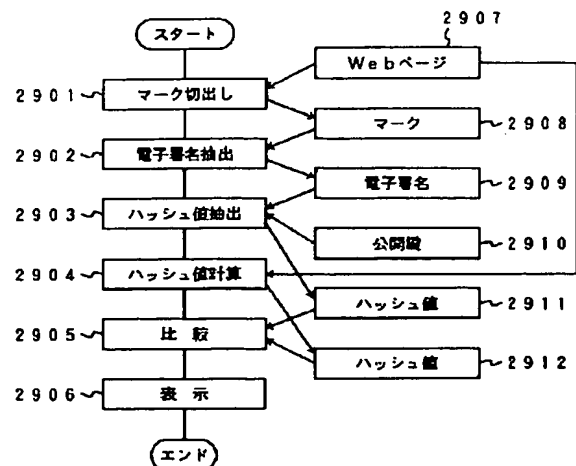 スタート
2907
Webページ
2901
マーク切出し
マーク
2908
2902
電子署名抽出
電子署名
2909
2903
ハッシュ値抽出
公開鍵
2910
2904
ハッシュ値計算
ハッシュ値
2911
2905
比較
ハッシュ値
2912
2906
表示
エンド